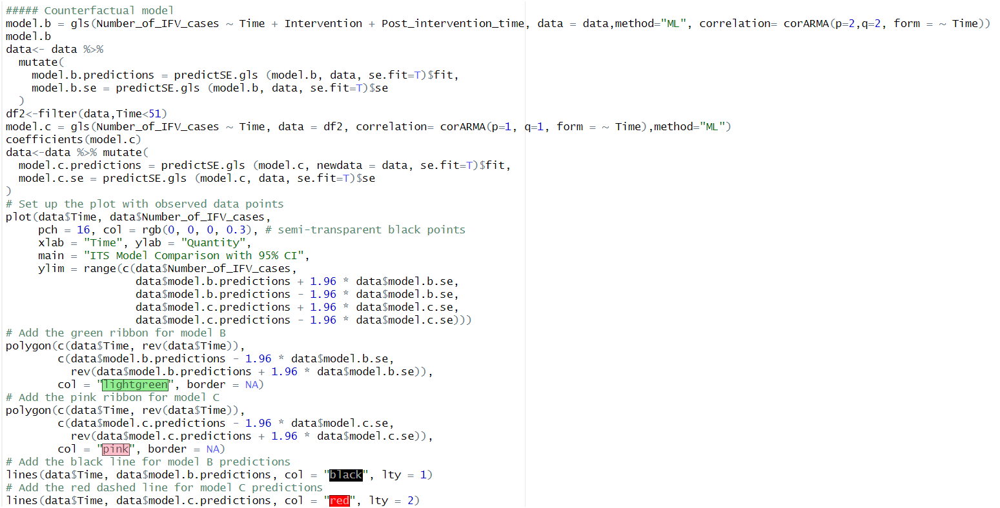 ##### Counterfactual model
model.b = gls(Number_of_IFV_cases ~ Time + Intervention + Post_intervention_time, data = data,method="ML", correlation= corARMA(p=2,q=2, form = ~ Time))
model.b
data<- data %>%
  mutate(
    model.b.predictions = predictSE.gls (model.b, data, se.fit=T)$fit,
    model.b.se = predictSE.gls (model.b, data, se.fit=T)$se
  )
df2<-filter(data,Time<51)
model.c = gls(Number_of_IFV_cases ~ Time, data = df2, correlation= corARMA(p=1, q=1, form = ~ Time),method="ML")
coefficients(model.c)
data<-data %>% mutate(
  model.c.predictions = predictSE.gls (model.c, newdata = data, se.fit=T)$fit,
  model.c.se = predictSE.gls (model.c, data, se.fit=T)$se
)
# Set up the plot with observed data points
plot(data$Time, data$Number_of_IFV_cases,
     pch = 16, col = rgb(0, 0, 0, 0.3), # semi-transparent black points
     xlab = "Time", ylab = "Quantity",
     main = "ITS Model Comparison with 95% CI",
     ylim = range(c(data$Number_of_IFV_cases,
                    data$model.b.predictions + 1.96 * data$model.b.se,
                    data$model.b.predictions - 1.96 * data$model.b.se,
                    data$model.c.predictions + 1.96 * data$model.c.se,
                    data$model.c.predictions - 1.96 * data$model.c.se)))
# Add the green ribbon for model B
polygon(c(data$Time, rev(data$Time)),
        c(data$model.b.predictions - 1.96 * data$model.b.se,
          rev(data$model.b.predictions + 1.96 * data$model.b.se)),
        col = "lightgreen", border = NA)
# Add the pink ribbon for model C
polygon(c(data$Time, rev(data$Time)),
        c(data$model.c.predictions - 1.96 * data$model.c.se,
          rev(data$model.c.predictions + 1.96 * data$model.c.se)),
        col = "pink", border = NA)
# Add the black line for model B predictions
lines(data$Time, data$model.b.predictions, col = "black", lty = 1)
# Add the red dashed line for model C predictions
lines(data$Time, data$model.c.predictions, col = "red", lty = 2)